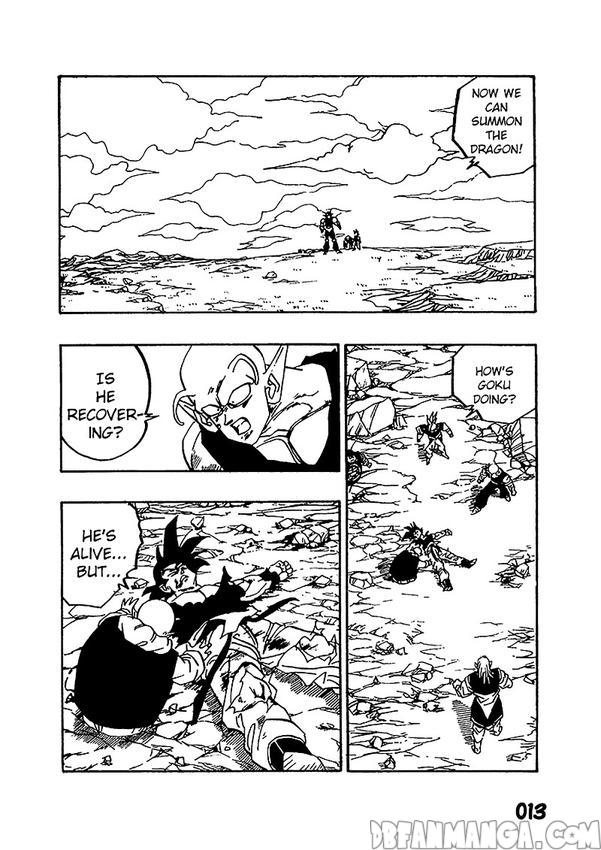 NOW WE
CAN
SUMMON
THE
DRAGON!
HOW'S
GOKU
DOING?
IS
HE
RECOVER-
ING?
HE'S
ALIVE...
BUT...
013
DBFANMANGA.COM